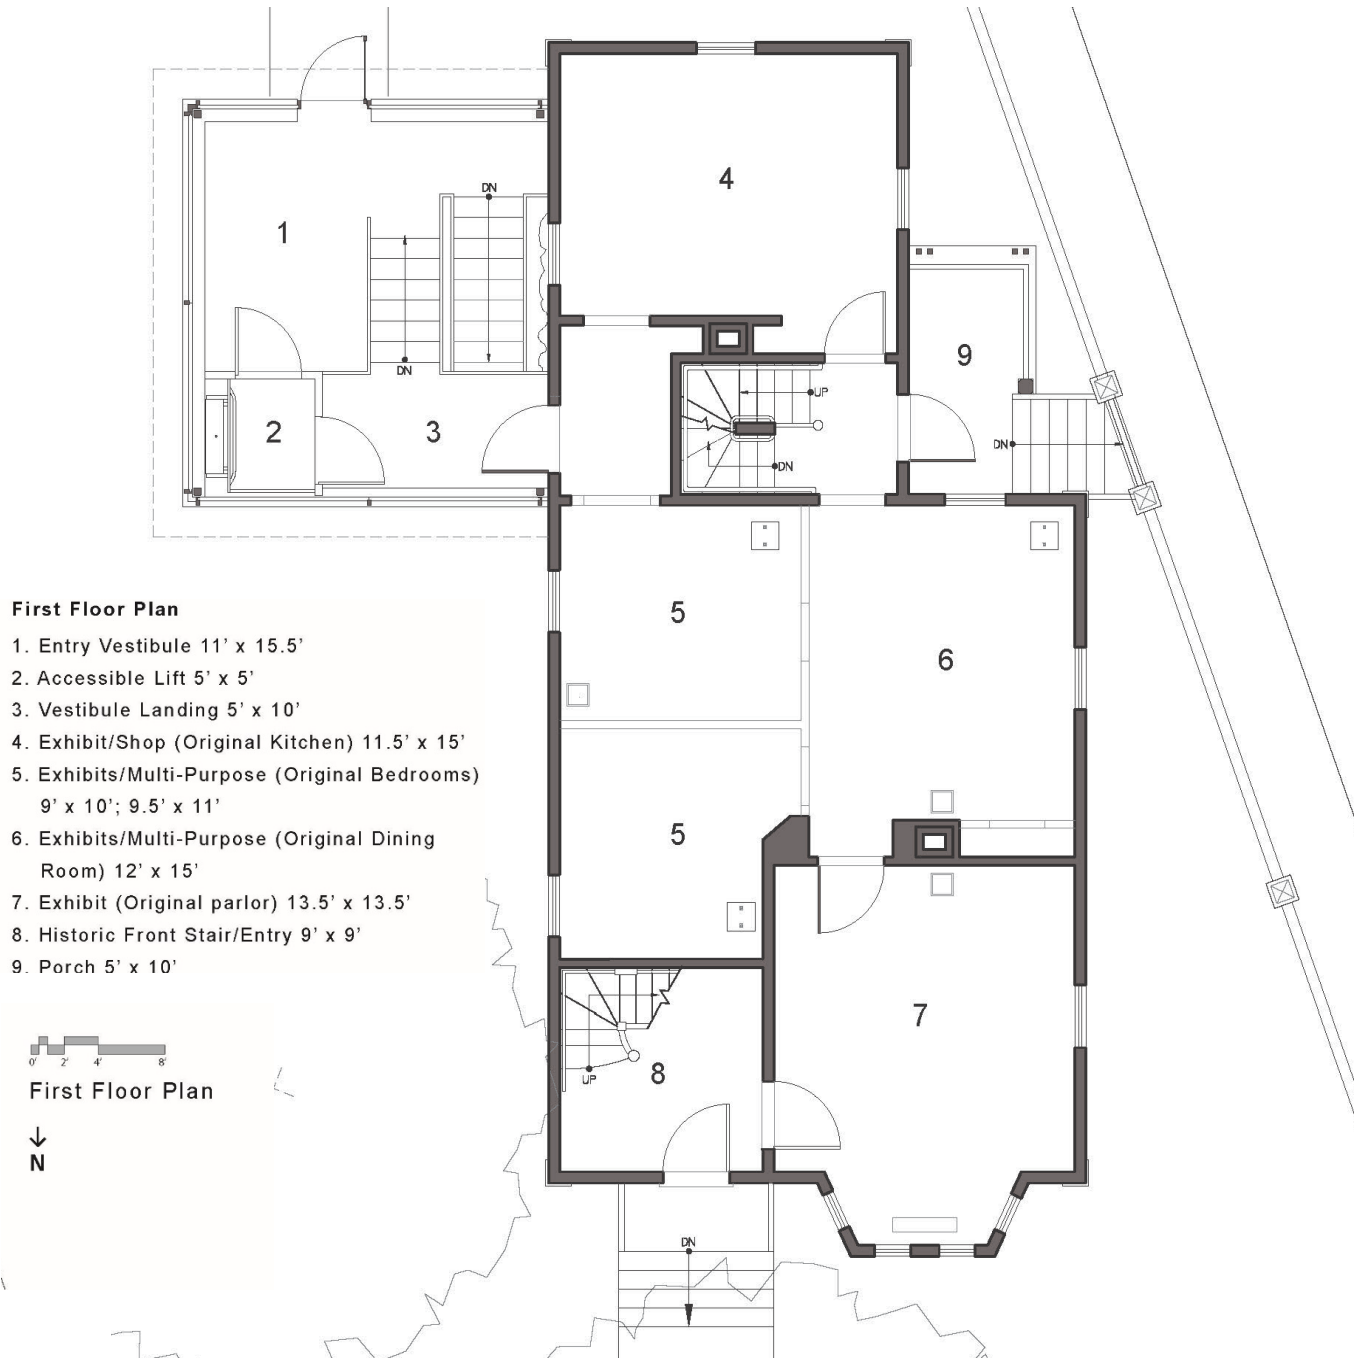 DN
4
1
UP
9
DN
2
3
DN
DN
5
6
First Floor Plan
1. Entry Vestibule 11’ x 15.5’
2. Accessible Lift 5’ x 5’
3. Vestibule Landing 5’ x 10’
4. Exhibit/Shop (Original Kitchen) 11.5’ x 15’
5. Exhibits/Multi-Purpose (Original Bedrooms)
9’ x 10’; 9.5’ x 11’
6. Exhibits/Multi-Purpose (Original Dining
Room) 12’ x 15’
7. Exhibit (Original parlor) 13.5’ x 13.5’
8. Historic Front Stair/Entry 9’ x 9’
9. Porch 5’ x 10’
5
7
8
UP
0’ 2’ 4’ 8’
First Floor Plan
N
DN